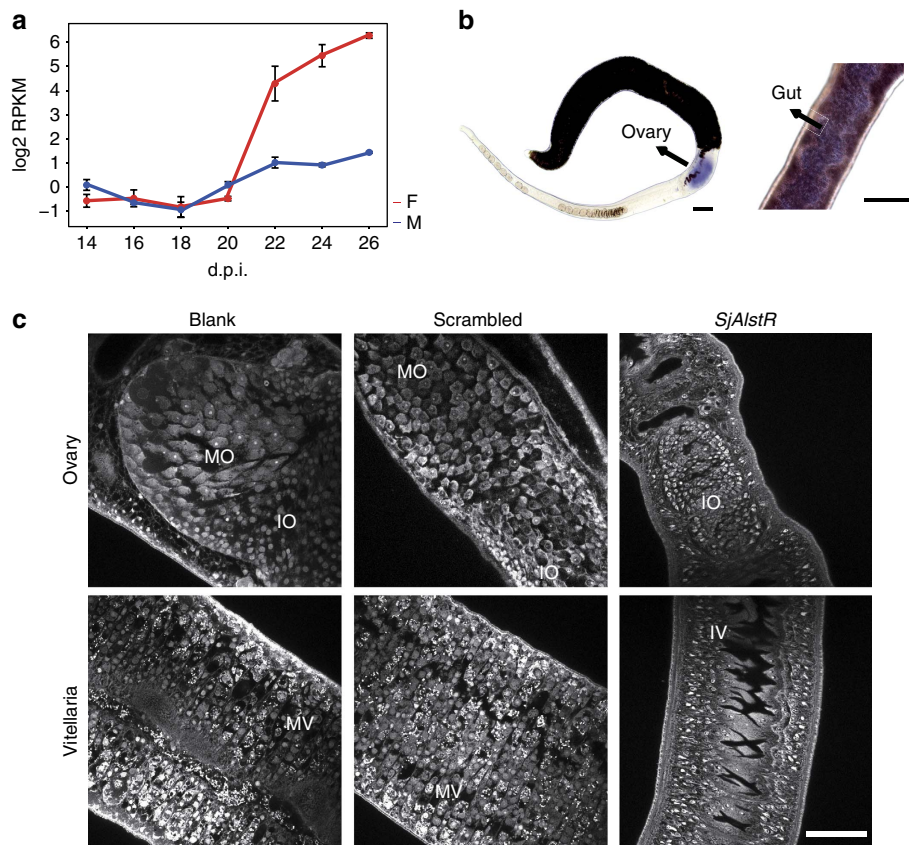 a
log2 RPKM
6
5
4
3
2
1
0
−1
14 16 18 20 22 24 26
d.p.i.
F
M
b
Ovary
Gut
c
Blank Scrambled SjAlstR
Ovary
MO
IO
MO
IO
IO
Vitellaria
MV
MV
IV